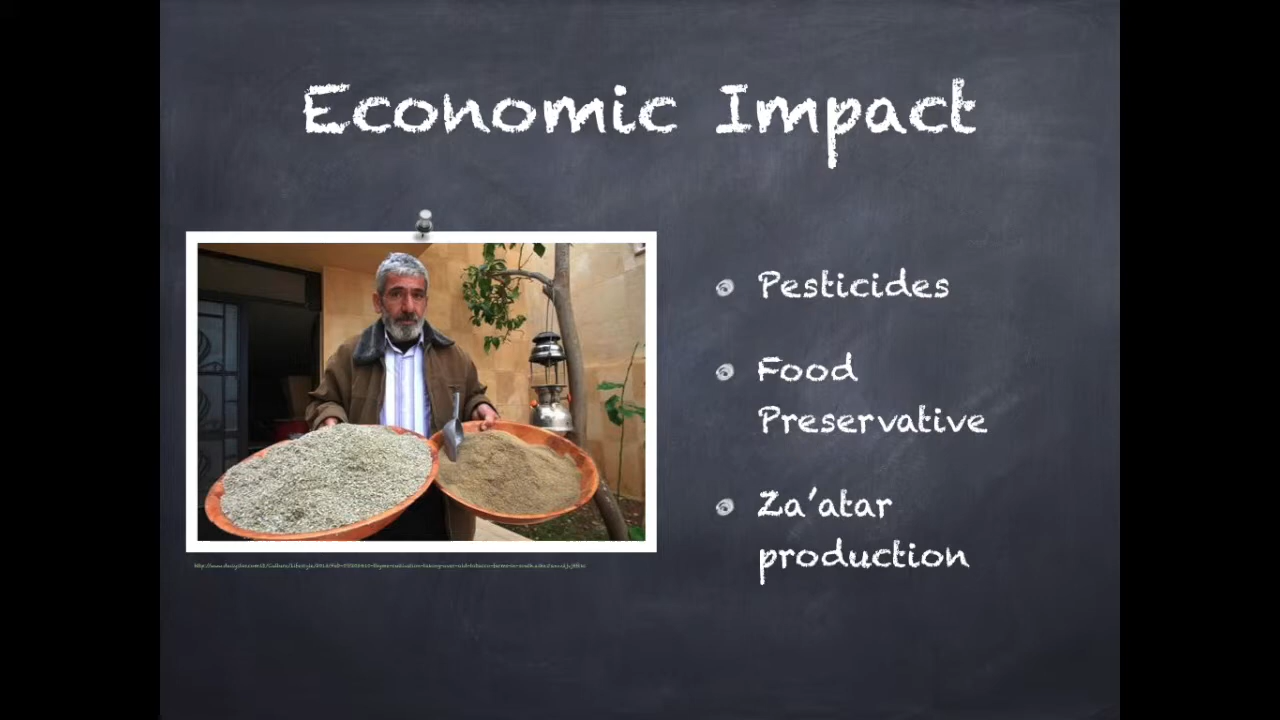 Economic Impact
Pesticides
Food
Preservative
Za'atar
production